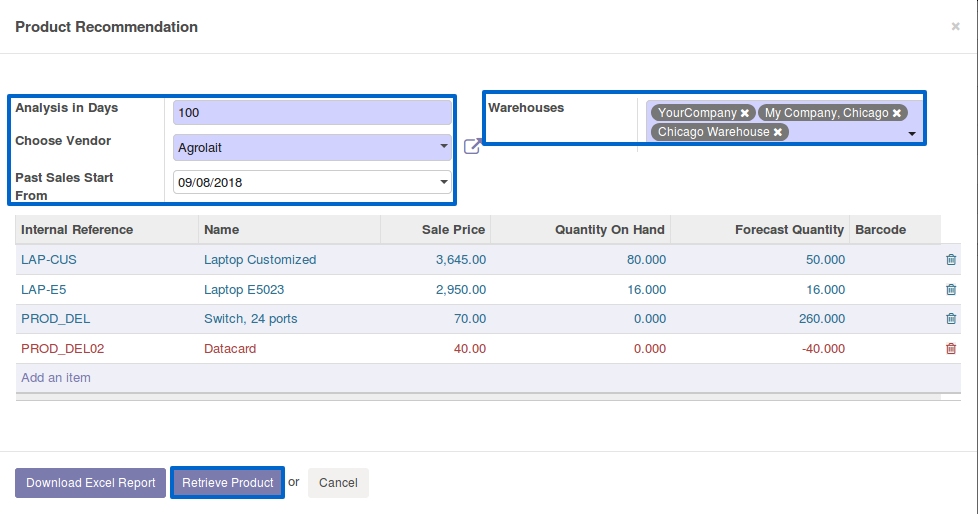 Product Recommendation ×
Analysis in Days 100
Choose Vendor Agrolait
Past Sales Start From 09/08/2018
Warehouses YourCompany × My Company, Chicago ×
Chicago Warehouse ×
Internal Reference Name Sale Price Quantity On Hand Forecast Quantity Barcode
LAP-CUS Laptop Customized 3,645.00 80.000 50.000
LAP-E5 Laptop E5023 2,950.00 16.000 16.000
PROD_DEL Switch, 24 ports 70.00 0.000 260.000
PROD_DEL02 Datacard 40.00 0.000 -40.000
Add an item
Download Excel Report Retrieve Product or Cancel